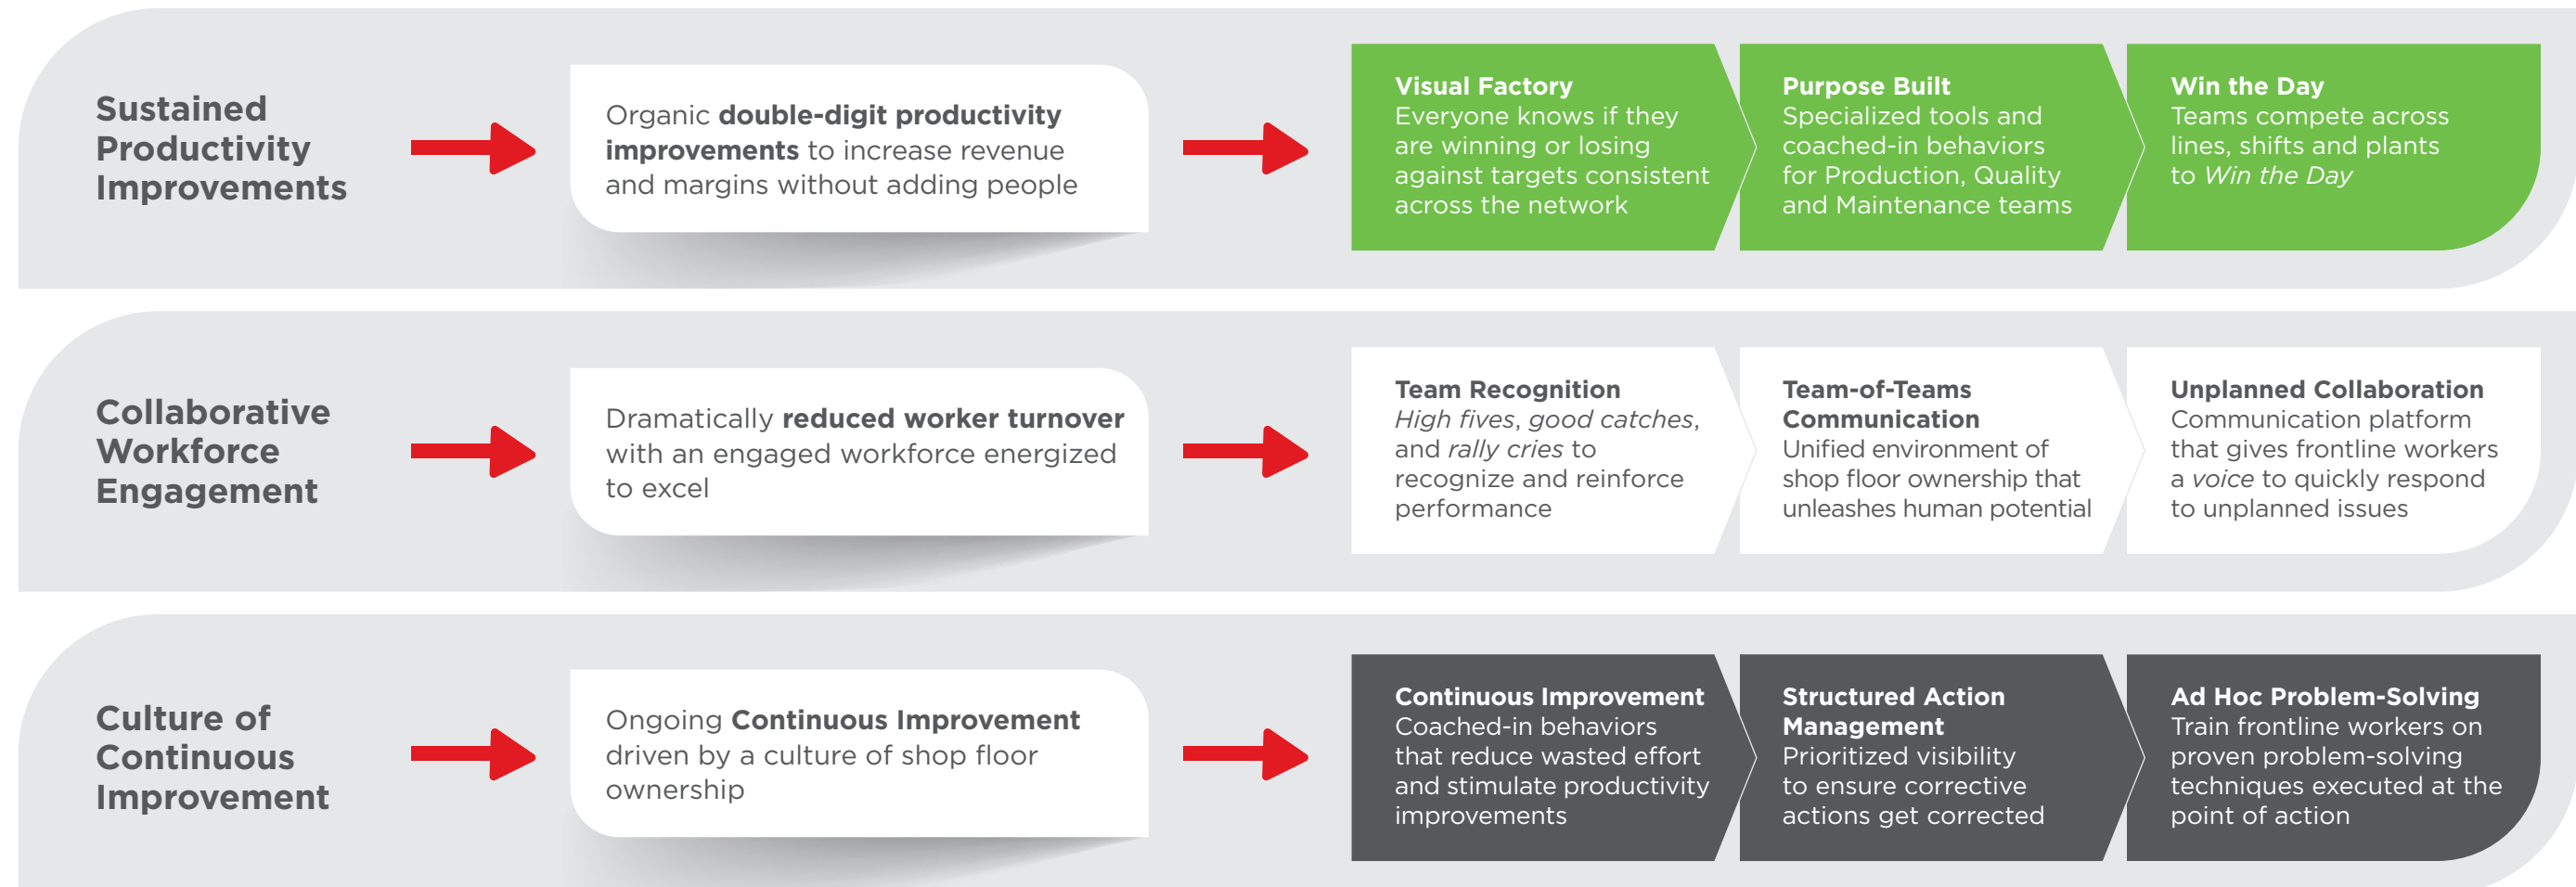 Sustained
Productivity
Improvements
Organic double-digit productivity
improvements to increase revenue
and margins without adding people
Visual Factory
Everyone knows if they
are winning or losing
against targets consistent
across the network
Purpose Built
Specialized tools and
coached-in behaviors
for Production, Quality
and Maintenance teams
Win the Day
Teams compete across
lines, shifts and plants
to Win the Day
Collaborative
Workforce
Engagement
Dramatically reduced worker turnover
with an engaged workforce energized
to excel
Team Recognition
High fives, good catches,
and rally cries to
recognize and reinforce
performance
Team-of-Teams
Communication
Unified environment of
shop floor ownership that
unleashes human potential
Unplanned Collaboration
Communication platform
that gives frontline workers
a voice to quickly respond
to unplanned issues
Culture of
Continuous
Improvement
Ongoing Continuous Improvement
driven by a culture of shop floor
ownership
Continuous Improvement
Coached-in behaviors
that reduce wasted effort
and stimulate productivity
improvements
Structured Action
Management
Prioritized visibility
to ensure corrective
actions get corrected
Ad Hoc Problem-Solving
Train frontline workers on
proven problem-solving
techniques executed at the
point of action